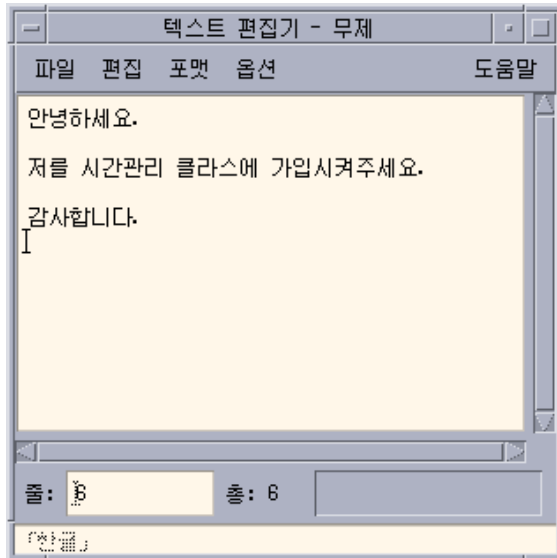 텍스트 편집기 - 무제
파일 편집 포맷 옵션 도움말
안녕하세요.
저를 시간관리 클라스에 가입시켜주세요.
감사합니다.
줄: 6 총: 6
「한글」